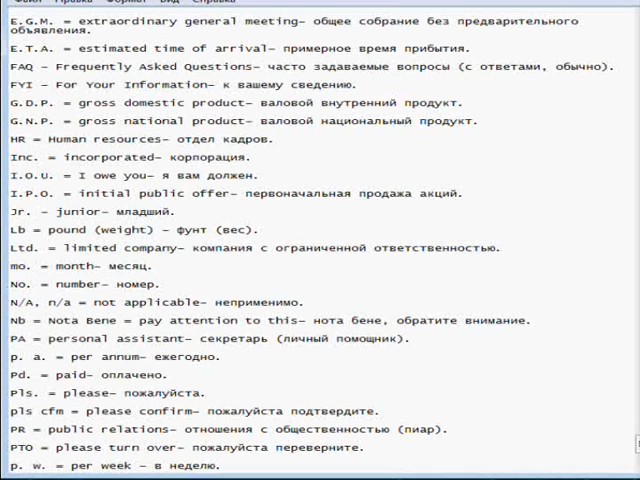 Файл Правка Формат Вид Справка
E.G.M. = extraordinary general meeting– общее собрание без предварительного
объявления.
E.T.A. = estimated time of arrival– примерное время прибытия.
FAQ – Frequently Asked Questions– часто задаваемые вопросы (с ответами, обычно).
FYI – For Your Information– к вашему сведению.
G.D.P. = gross domestic product– валовой внутренний продукт.
G.N.P. = gross national product– валовой национальный продукт.
HR = Human resources– отдел кадров.
Inc. = incorporated– корпорация.
I.O.U. = I owe you– я вам должен.
I.P.O. = initial public offer– первоначальная продажа акций.
Jr. – junior– младший.
Lb = pound (weight) – фунт (вес).
Ltd. = limited company– компания с ограниченной ответственностью.
mo. = month– месяц.
No. = number– номер.
N/A, n/a = not applicable– неприменимо.
Nb = Nota Bene = pay attention to this– нота бене, обратите внимание.
PA = personal assistant– секретарь (личный помощник).
p. a. = per annum– ежегодно.
Pd. = paid– оплачено.
Pls. = please– пожалуйста.
pls cfm = please confirm– пожалуйста подтвердите.
PR = public relations– отношения с общественностью (пиар).
PTO = please turn over– пожалуйста переверните.
p. w. = per week – в неделю.